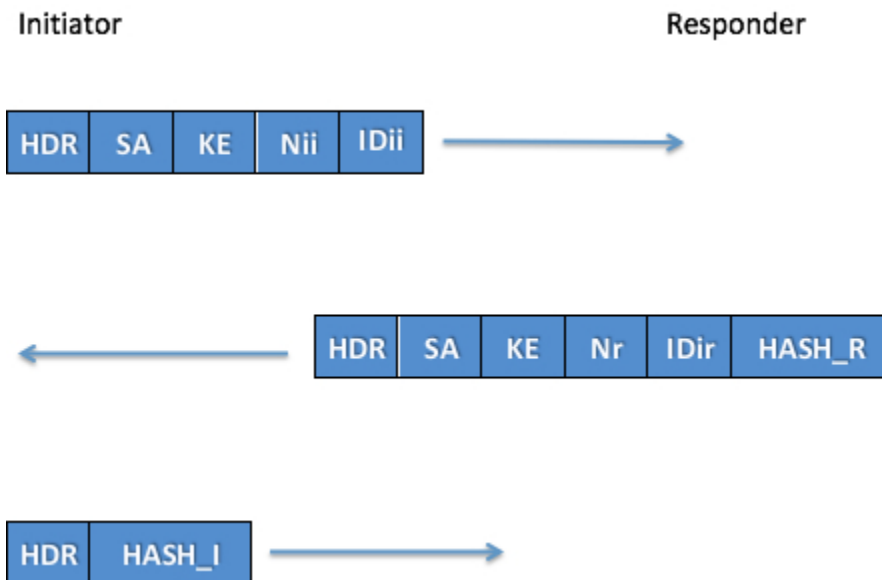 Initiator Responder
HDR SA KE Nii IDii
HDR SA KE Nr IDir HASH_R
HDR HASH_I